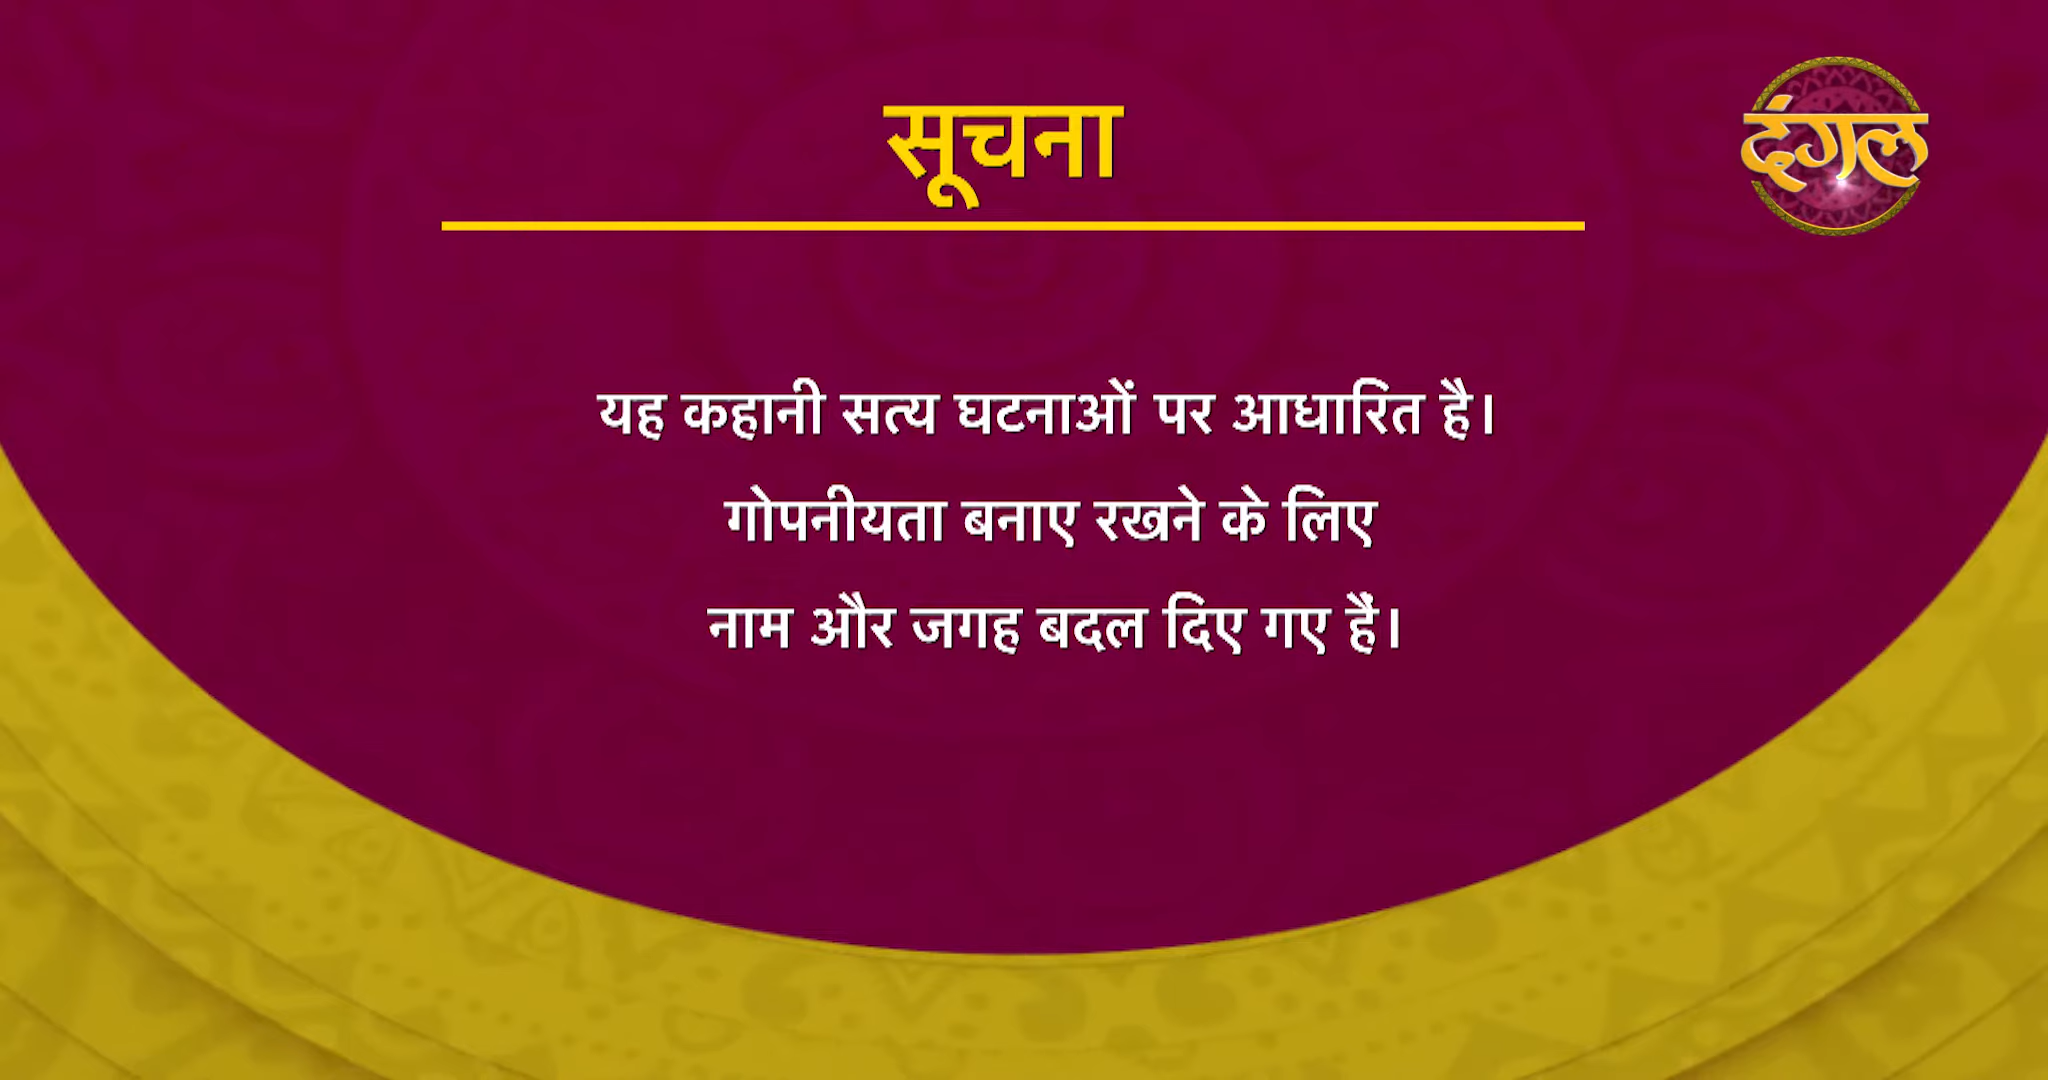 सूचना
दंगल
यह कहानी सत्य घटनाओं पर आधारित है।
गोपनीयता बनाए रखने के लिए
नाम और जगह बदल दिए गए हैं।